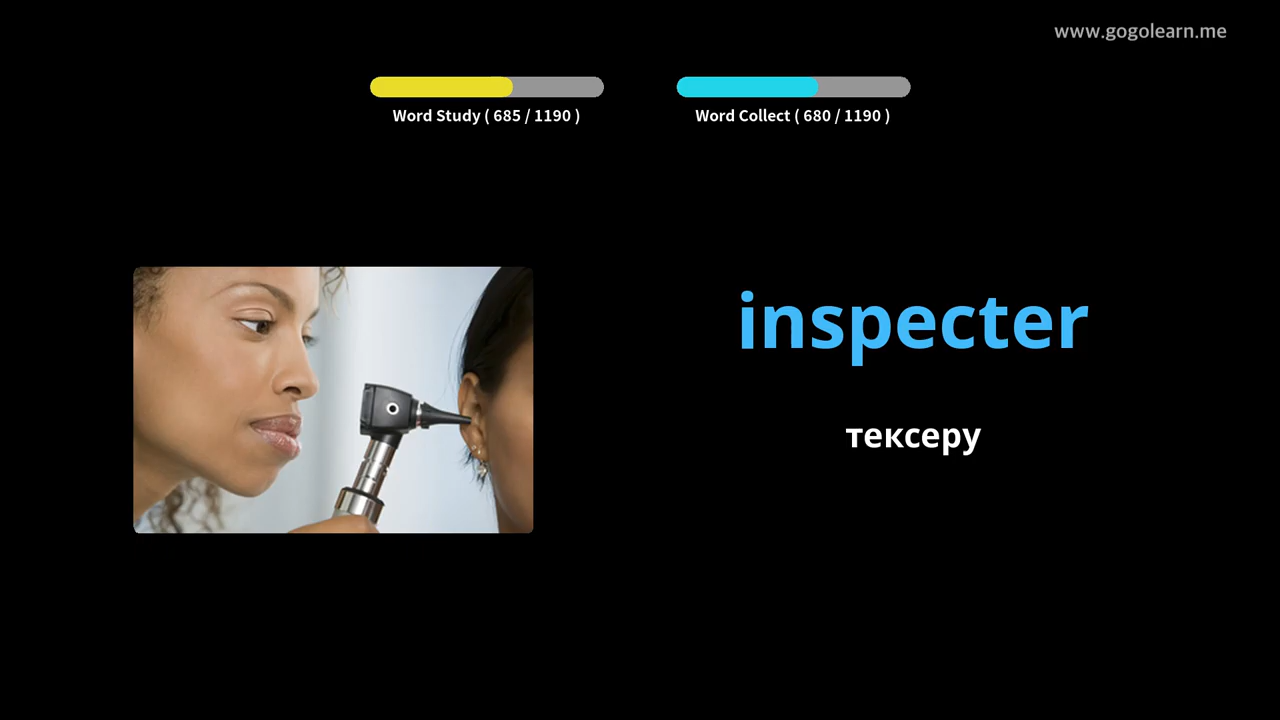 www.gogolearn.me
Word Study ( 685 / 1190 )
Word Collect ( 680 / 1190 )
inspecter
тексеру